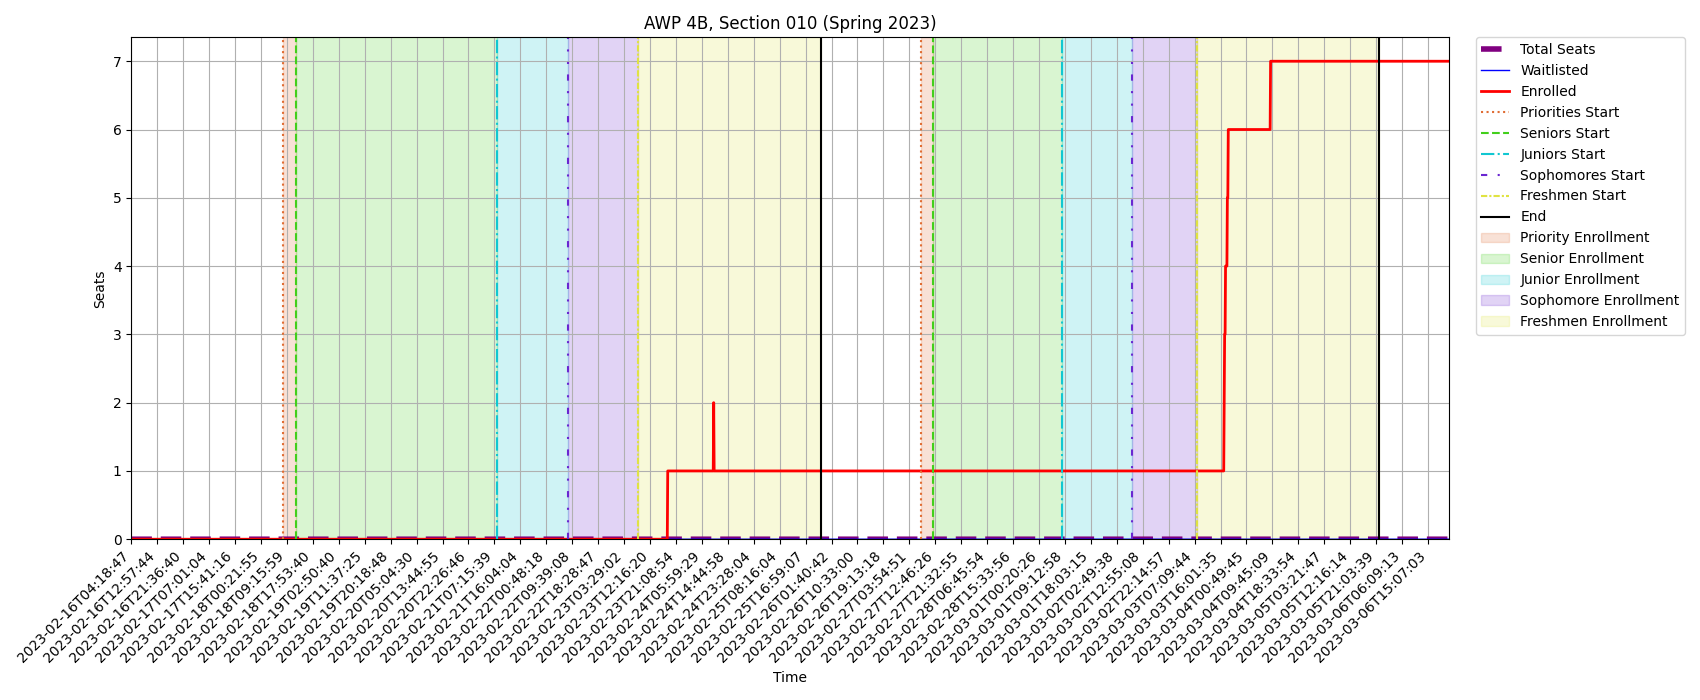 AWP 4B, Section 010 (Spring 2023)
Seats
7
6
5
4
3
2
1
0
2023-02-16T04:18:47
2023-02-16T12:57:44
2023-02-16T21:36:40
2023-02-17T07:01:04
2023-02-17T15:41:16
2023-02-18T00:21:55
2023-02-18T09:15:59
2023-02-18T17:53:40
2023-02-19T02:50:40
2023-02-19T11:37:25
2023-02-19T20:18:48
2023-02-20T05:04:30
2023-02-20T13:44:55
2023-02-20T22:26:46
2023-02-21T07:15:39
2023-02-21T16:04:04
2023-02-22T00:48:18
2023-02-22T09:39:08
2023-02-22T18:28:47
2023-02-23T03:29:02
2023-02-23T12:16:20
2023-02-23T21:08:54
2023-02-24T05:59:29
2023-02-24T14:44:58
2023-02-24T23:28:04
2023-02-25T08:16:04
2023-02-25T16:59:07
2023-02-26T01:40:42
2023-02-26T10:33:00
2023-02-26T19:13:18
2023-02-27T03:54:51
2023-02-27T12:46:26
2023-02-27T21:32:55
2023-02-28T06:45:54
2023-02-28T15:33:56
2023-03-01T00:20:26
2023-03-01T09:12:58
2023-03-01T18:03:15
2023-03-02T02:49:38
2023-03-02T12:55:08
2023-03-02T22:14:57
2023-03-03T07:09:44
2023-03-03T16:01:35
2023-03-04T00:49:45
2023-03-04T09:45:09
2023-03-04T18:33:54
2023-03-05T03:21:47
2023-03-05T12:16:14
2023-03-05T21:03:39
2023-03-06T06:09:13
2023-03-06T15:07:03
Time
Total Seats
Waitlisted
Enrolled
Priorities Start
Seniors Start
Juniors Start
Sophomores Start
Freshmen Start
End
Priority Enrollment
Senior Enrollment
Junior Enrollment
Sophomore Enrollment
Freshmen Enrollment